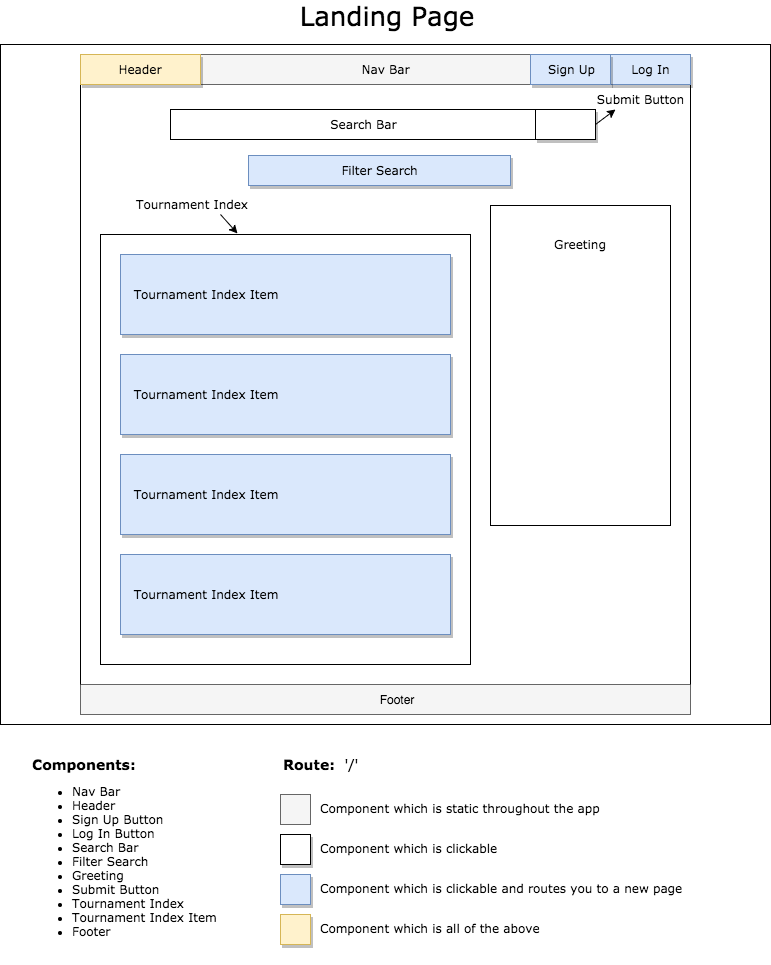 Landing Page
Header
Nav Bar
Sign Up
Log In
Submit Button
Search Bar
Filter Search
Tournament Index
Greeting
Tournament Index Item
Tournament Index Item
Tournament Index Item
Tournament Index Item
Footer
Components:
Nav Bar
Header
Sign Up Button
Log In Button
Search Bar
Filter Search
Greeting
Submit Button
Tournament Index
Tournament Index Item
Footer
Route: '/'
Component which is static throughout the app
Component which is clickable
Component which is clickable and routes you to a new page
Component which is all of the above